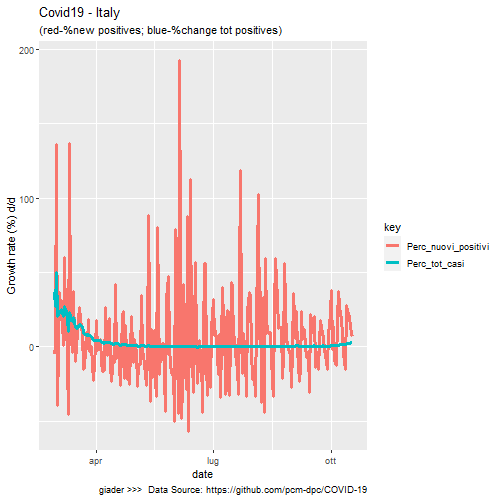 Covid19 - Italy
(red-%new positives; blue-%change tot positives)
200
100
0
Growth rate (%) d/d
apr
lug
ott
date
key
Perc_nuovi_positivi
Perc_tot_casi
giader >>>  Data Source: https://github.com/pcm-dpc/COVID-19